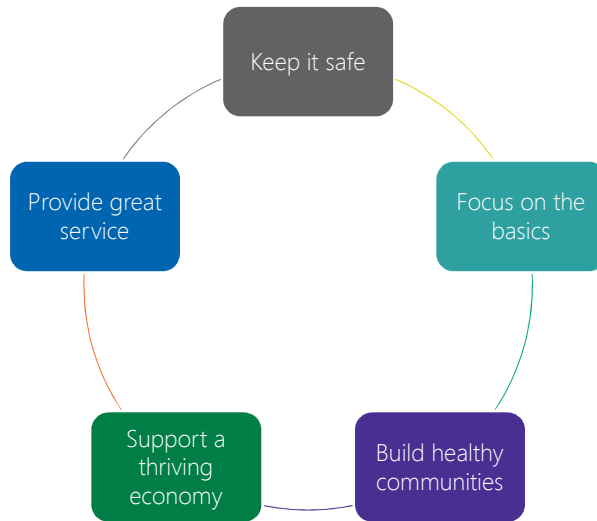 Keep it safe
Provide great
service
Focus on the
basics
Support a
thriving
economy
Build healthy
communities